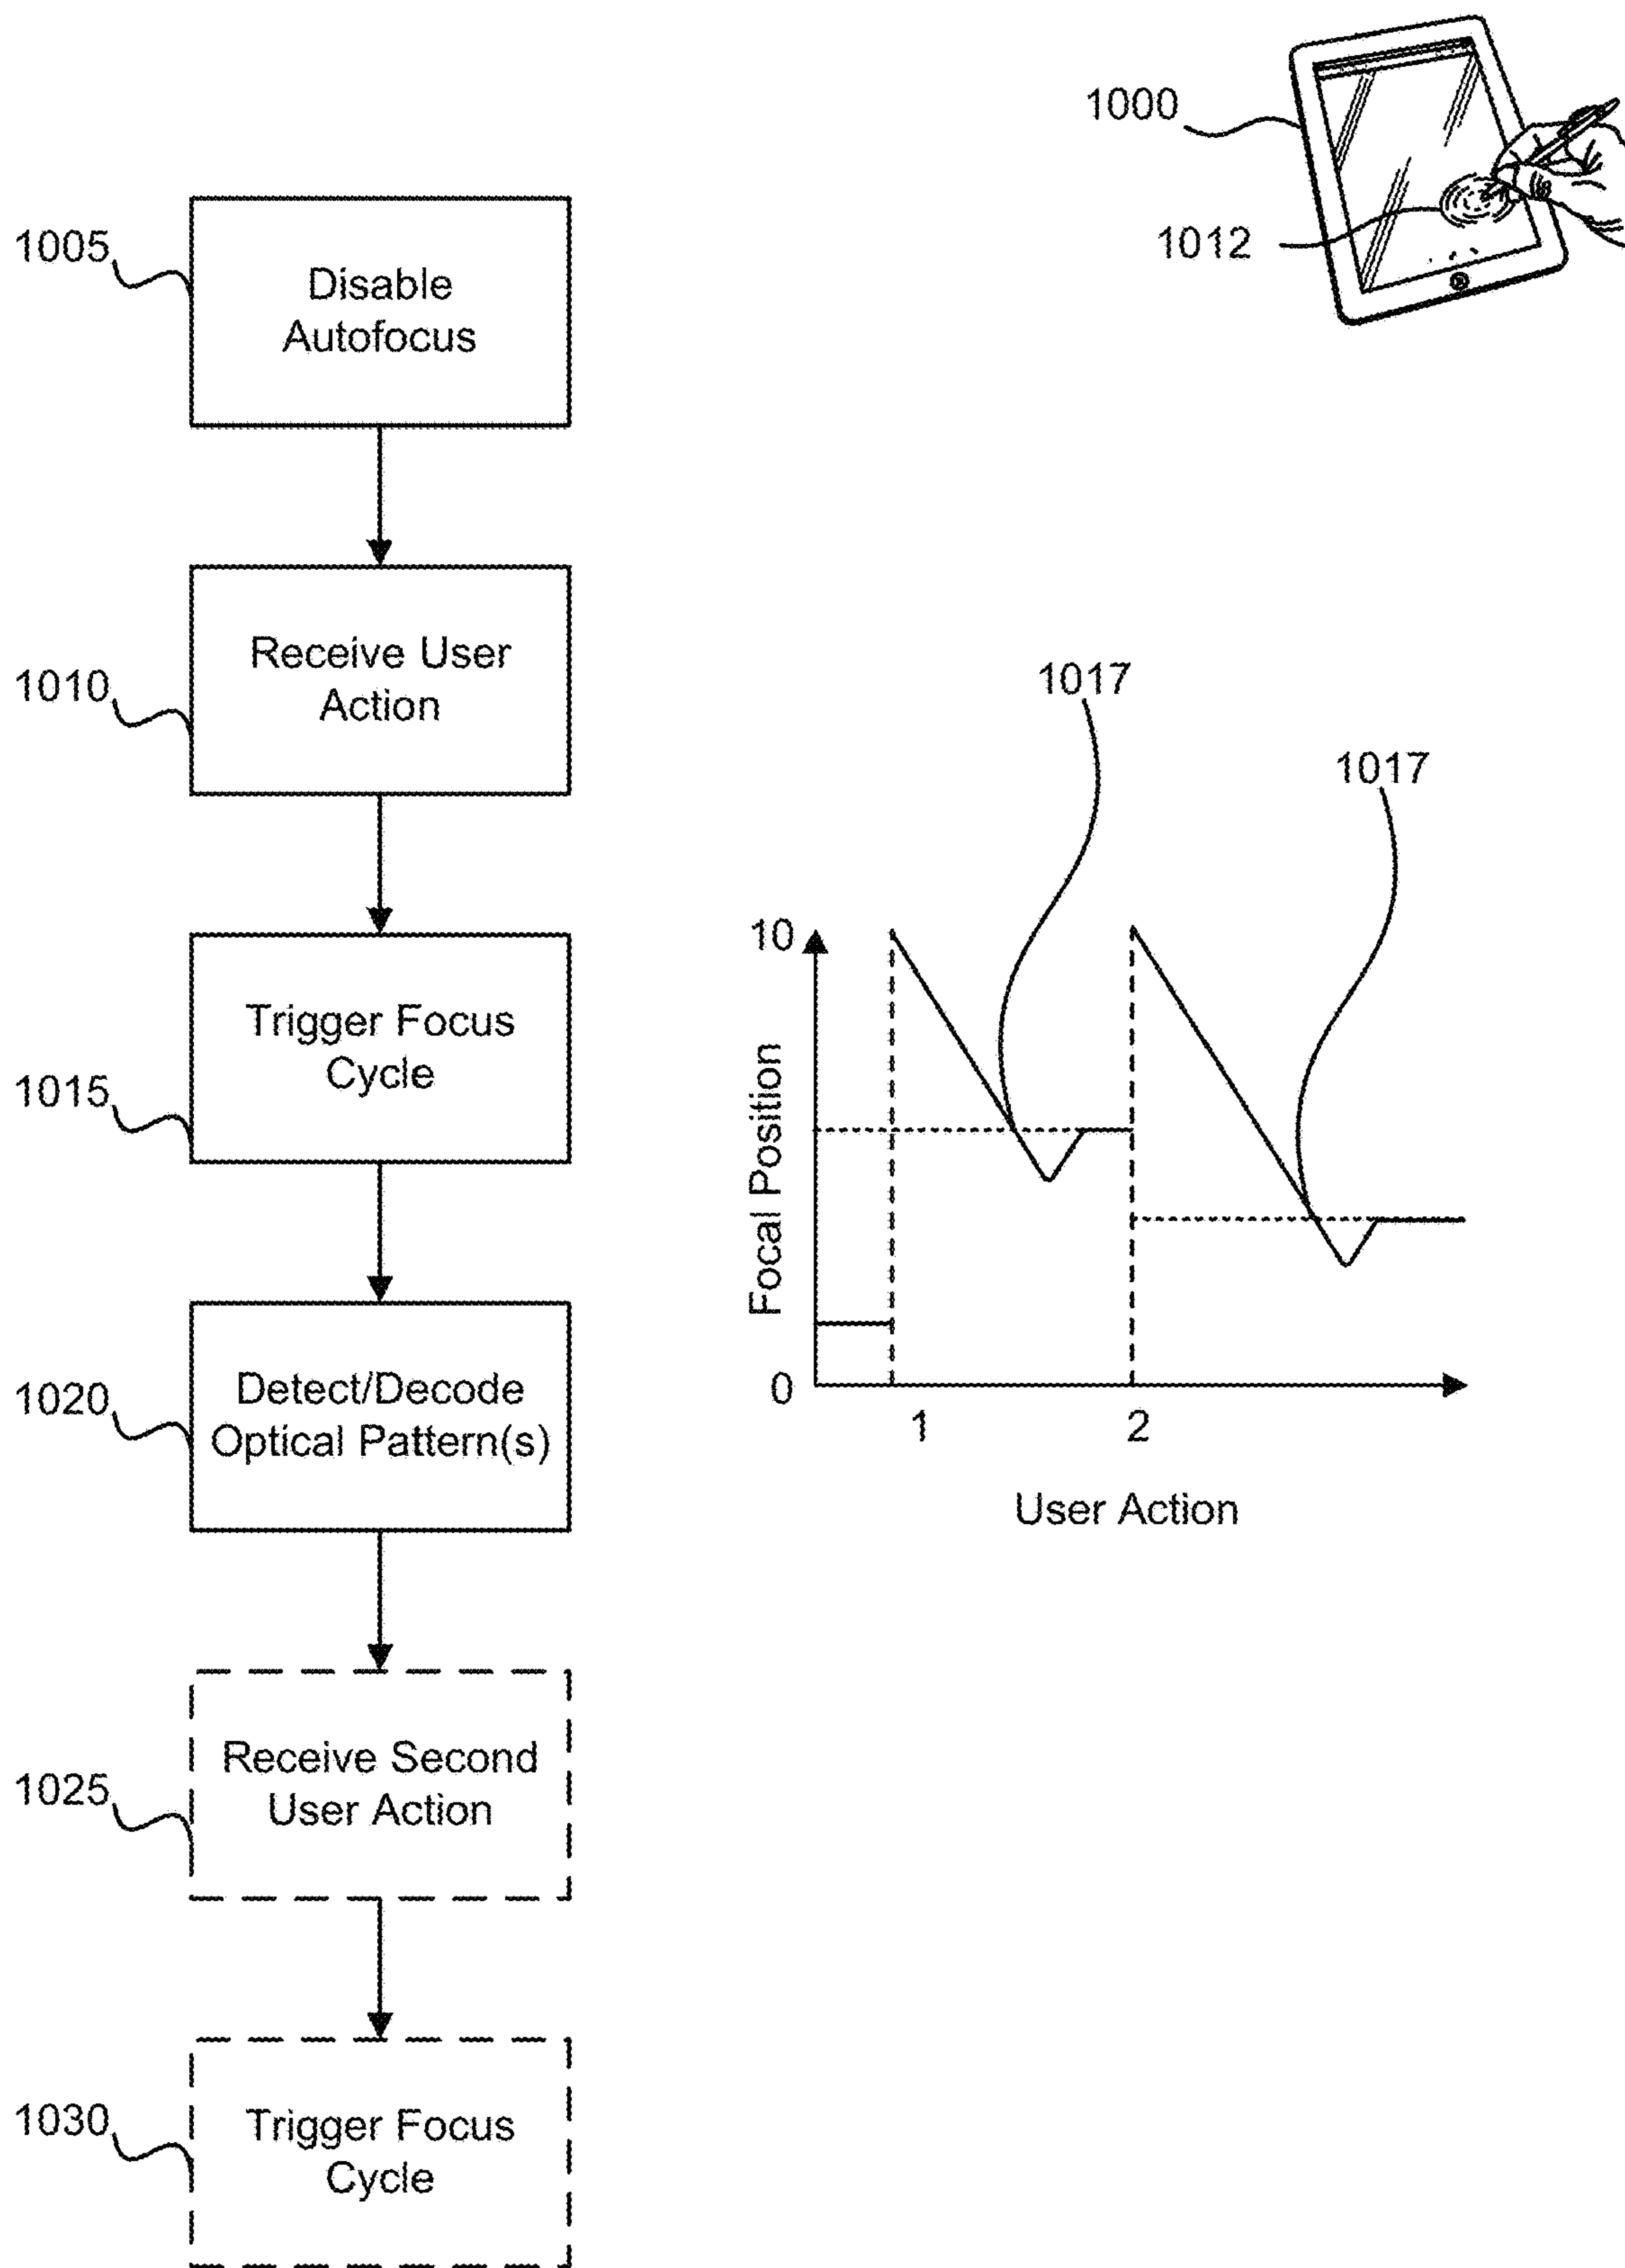 1000
1012
1005
Disable
Autofocus
1010
Receive User
Action
1015
Trigger Focus
Cycle
1020
Detect/Decode
Optical Pattern(s)
1025
Receive Second
User Action
1030
Trigger Focus
Cycle
1017
1017
10
Focal Position
0
1
2
User Action